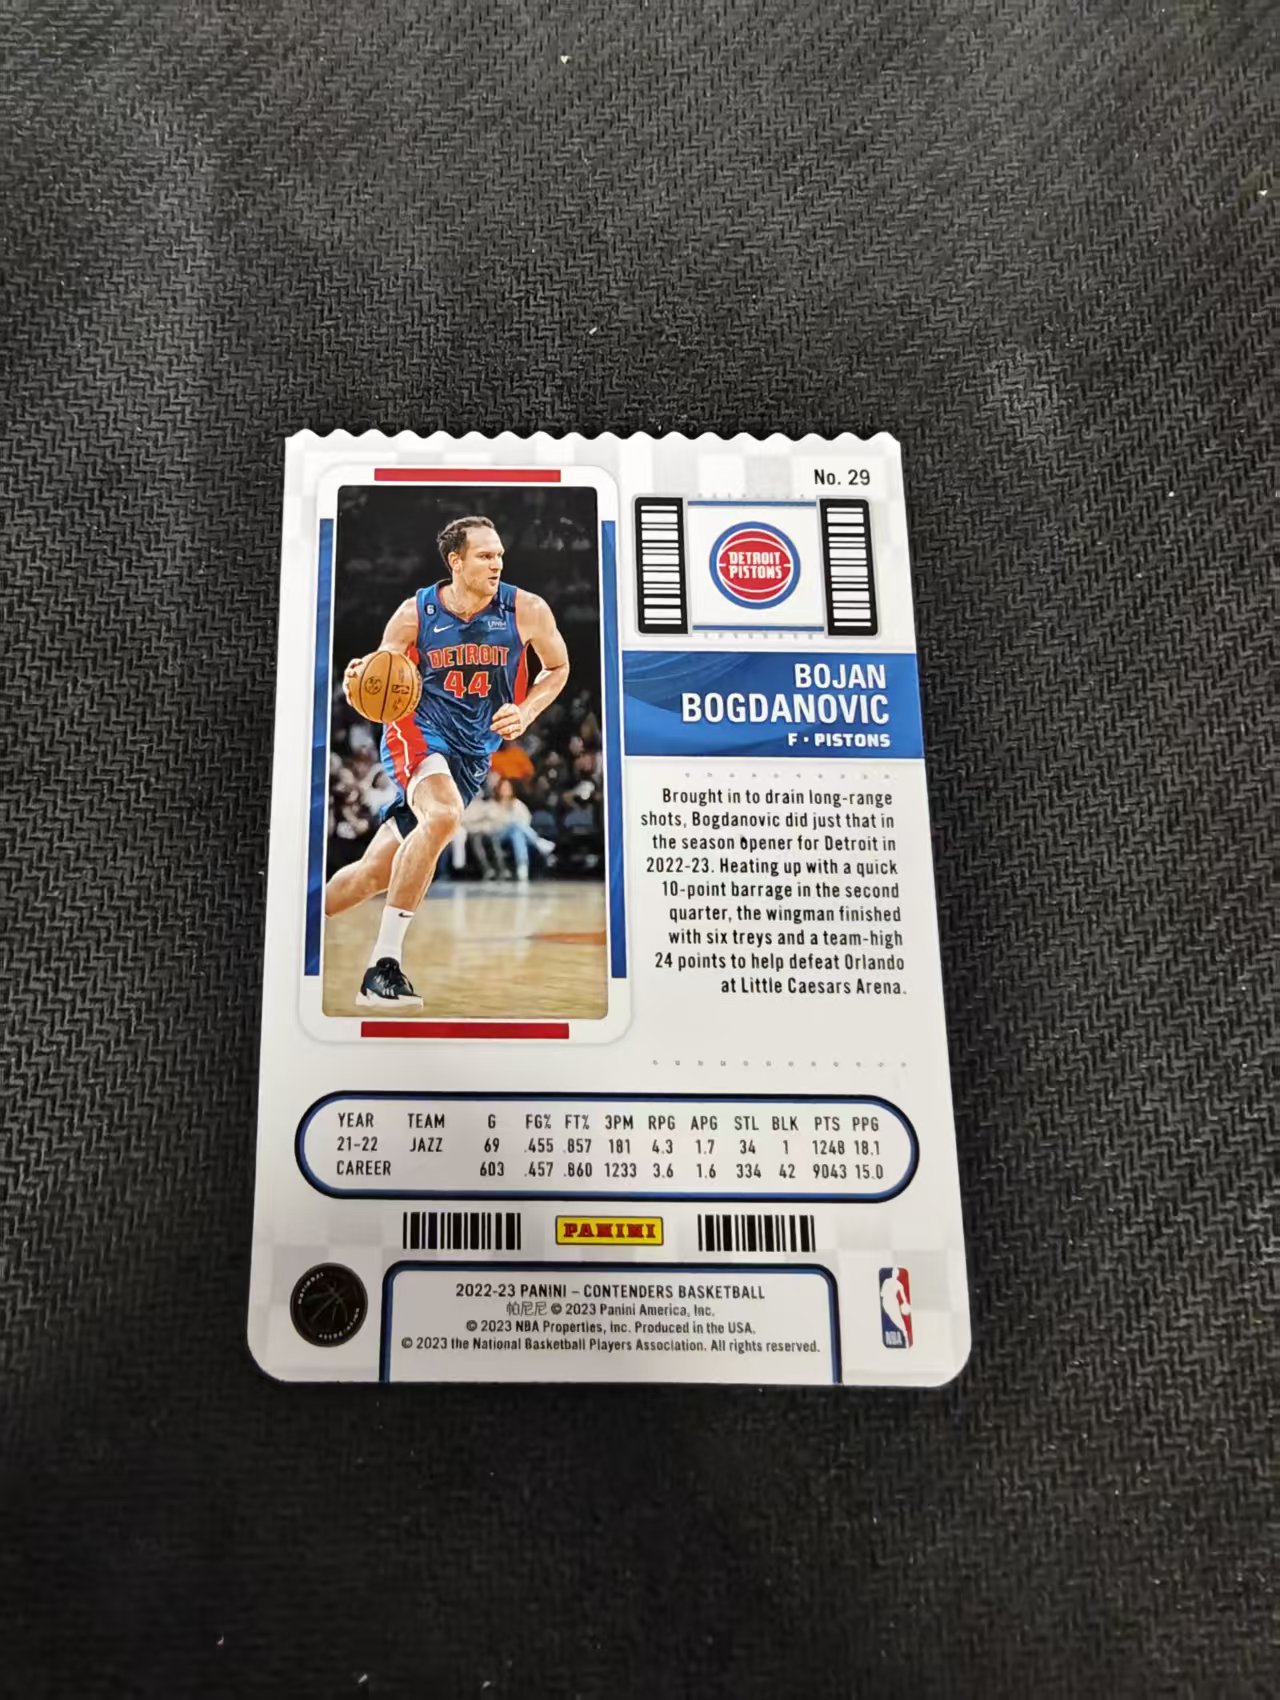 No. 29
DETROIT
PISTONS
6
DETROIT
44
BOJAN
BOGDANOVIC
F • PISTONS
Brought in to drain long-range
shots, Bogdanovic did just that in
the season opener for Detroit in
2022-23. Heating up with a quick
10-point barrage in the second
quarter, the wingman finished
with six treys and a team-high
24 points to help defeat Orlando
at Little Caesars Arena.
YEAR TEAM G FG% FT% 3PM RPG APG STL BLK PTS PPG
21-22 JAZZ 69 .455 .857 181 4.3 1.7 34 1 1248 18.1
CAREER 603 .457 .860 1233 3.6 1.6 334 42 9043 15.0
PANINI
2022-23 PANINI – CONTENDERS BASKETBALL
帕尼尼 © 2023 Panini America, Inc.
© 2023 NBA Properties, Inc. Produced in the USA.
© 2023 the National Basketball Players Association. All rights reserved.
NBA